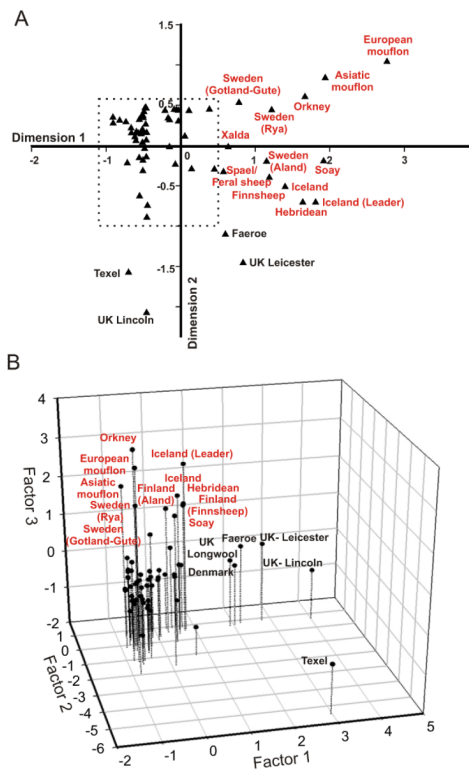 A
1.5
European
mouflon
Asiatic
mouflon
Sweden
(Gotland-Gute)
Orkney
0.5
Sweden
(Rya)
Xalda
Dimension 1
-2
-1
0
1
2
3
Sweden
(Aland)
Soay
Spael/
Peral sheep
Finnsheep
Iceland
-0.5
Iceland (Leader)
Hebridean
Faeroe
UK Leicester
Texel
-1.5
UK Lincoln
Dimension 2
B
4
3
2
1
0
-1
-2
Factor 3
Orkney
European
mouflon
Asiatic
mouflon
Sweden
(Rya)
Sweden
(Gotland-Gute)
Iceland (Leader)
Iceland
Finland
(Aland)
Hebridean
Finland
(Finnsheep)
Soay
UK
Longwool
Faeroe
UK- Leicester
UK- Lincoln
Denmark
Texel
1
0
-1
-2
-3
-4
-5
-6
Factor 2
-2
-1
0
1
2
3
4
5
Factor 1